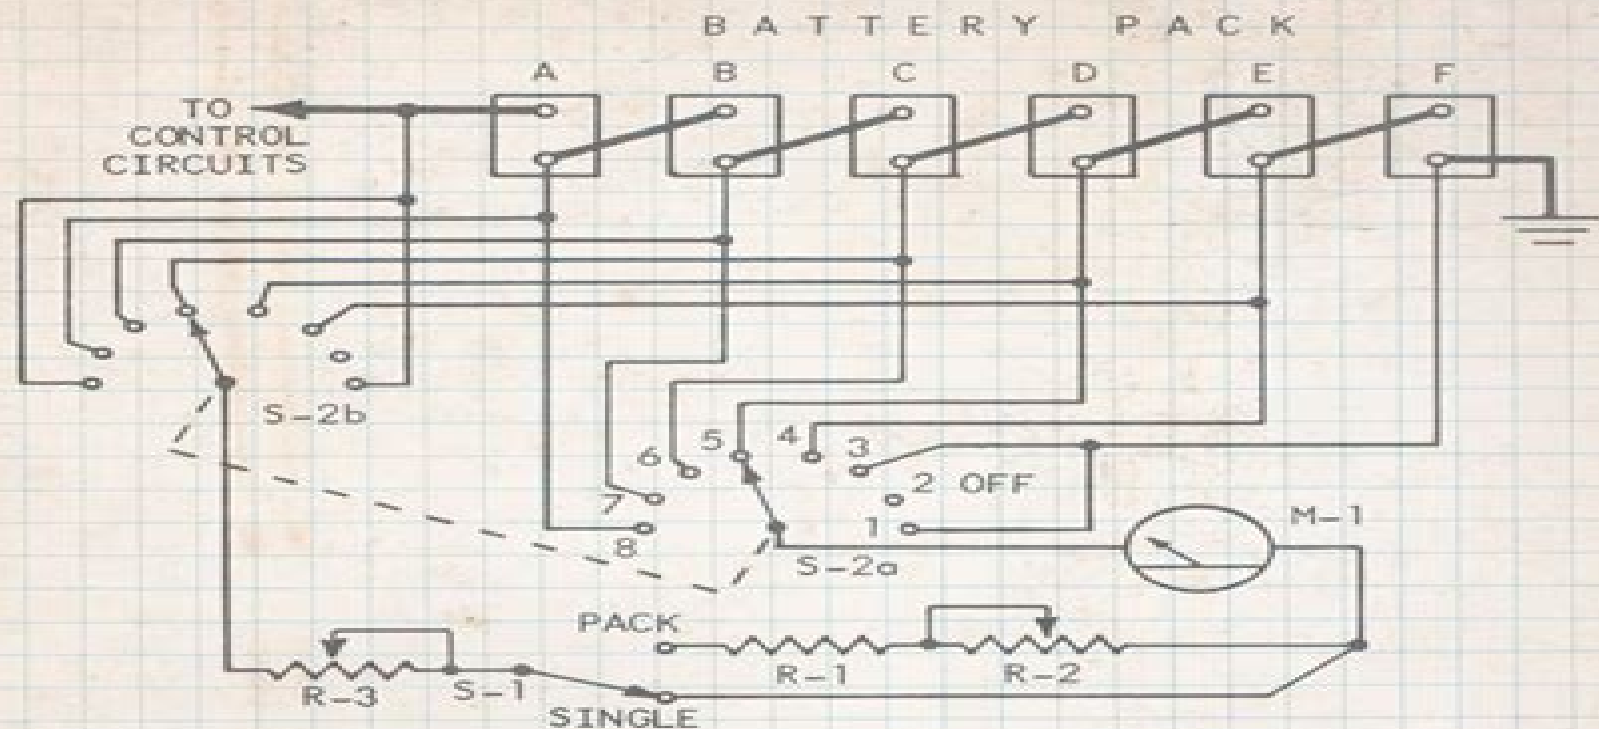 BATTERY PACK
A B C D E F
TO
CONTROL
CIRCUITS
S-2b
5 4
6 3
7 2 OFF
1 M-1
8 S-2a
PACK
R-1 R-2
R-3 S-1
SINGLE